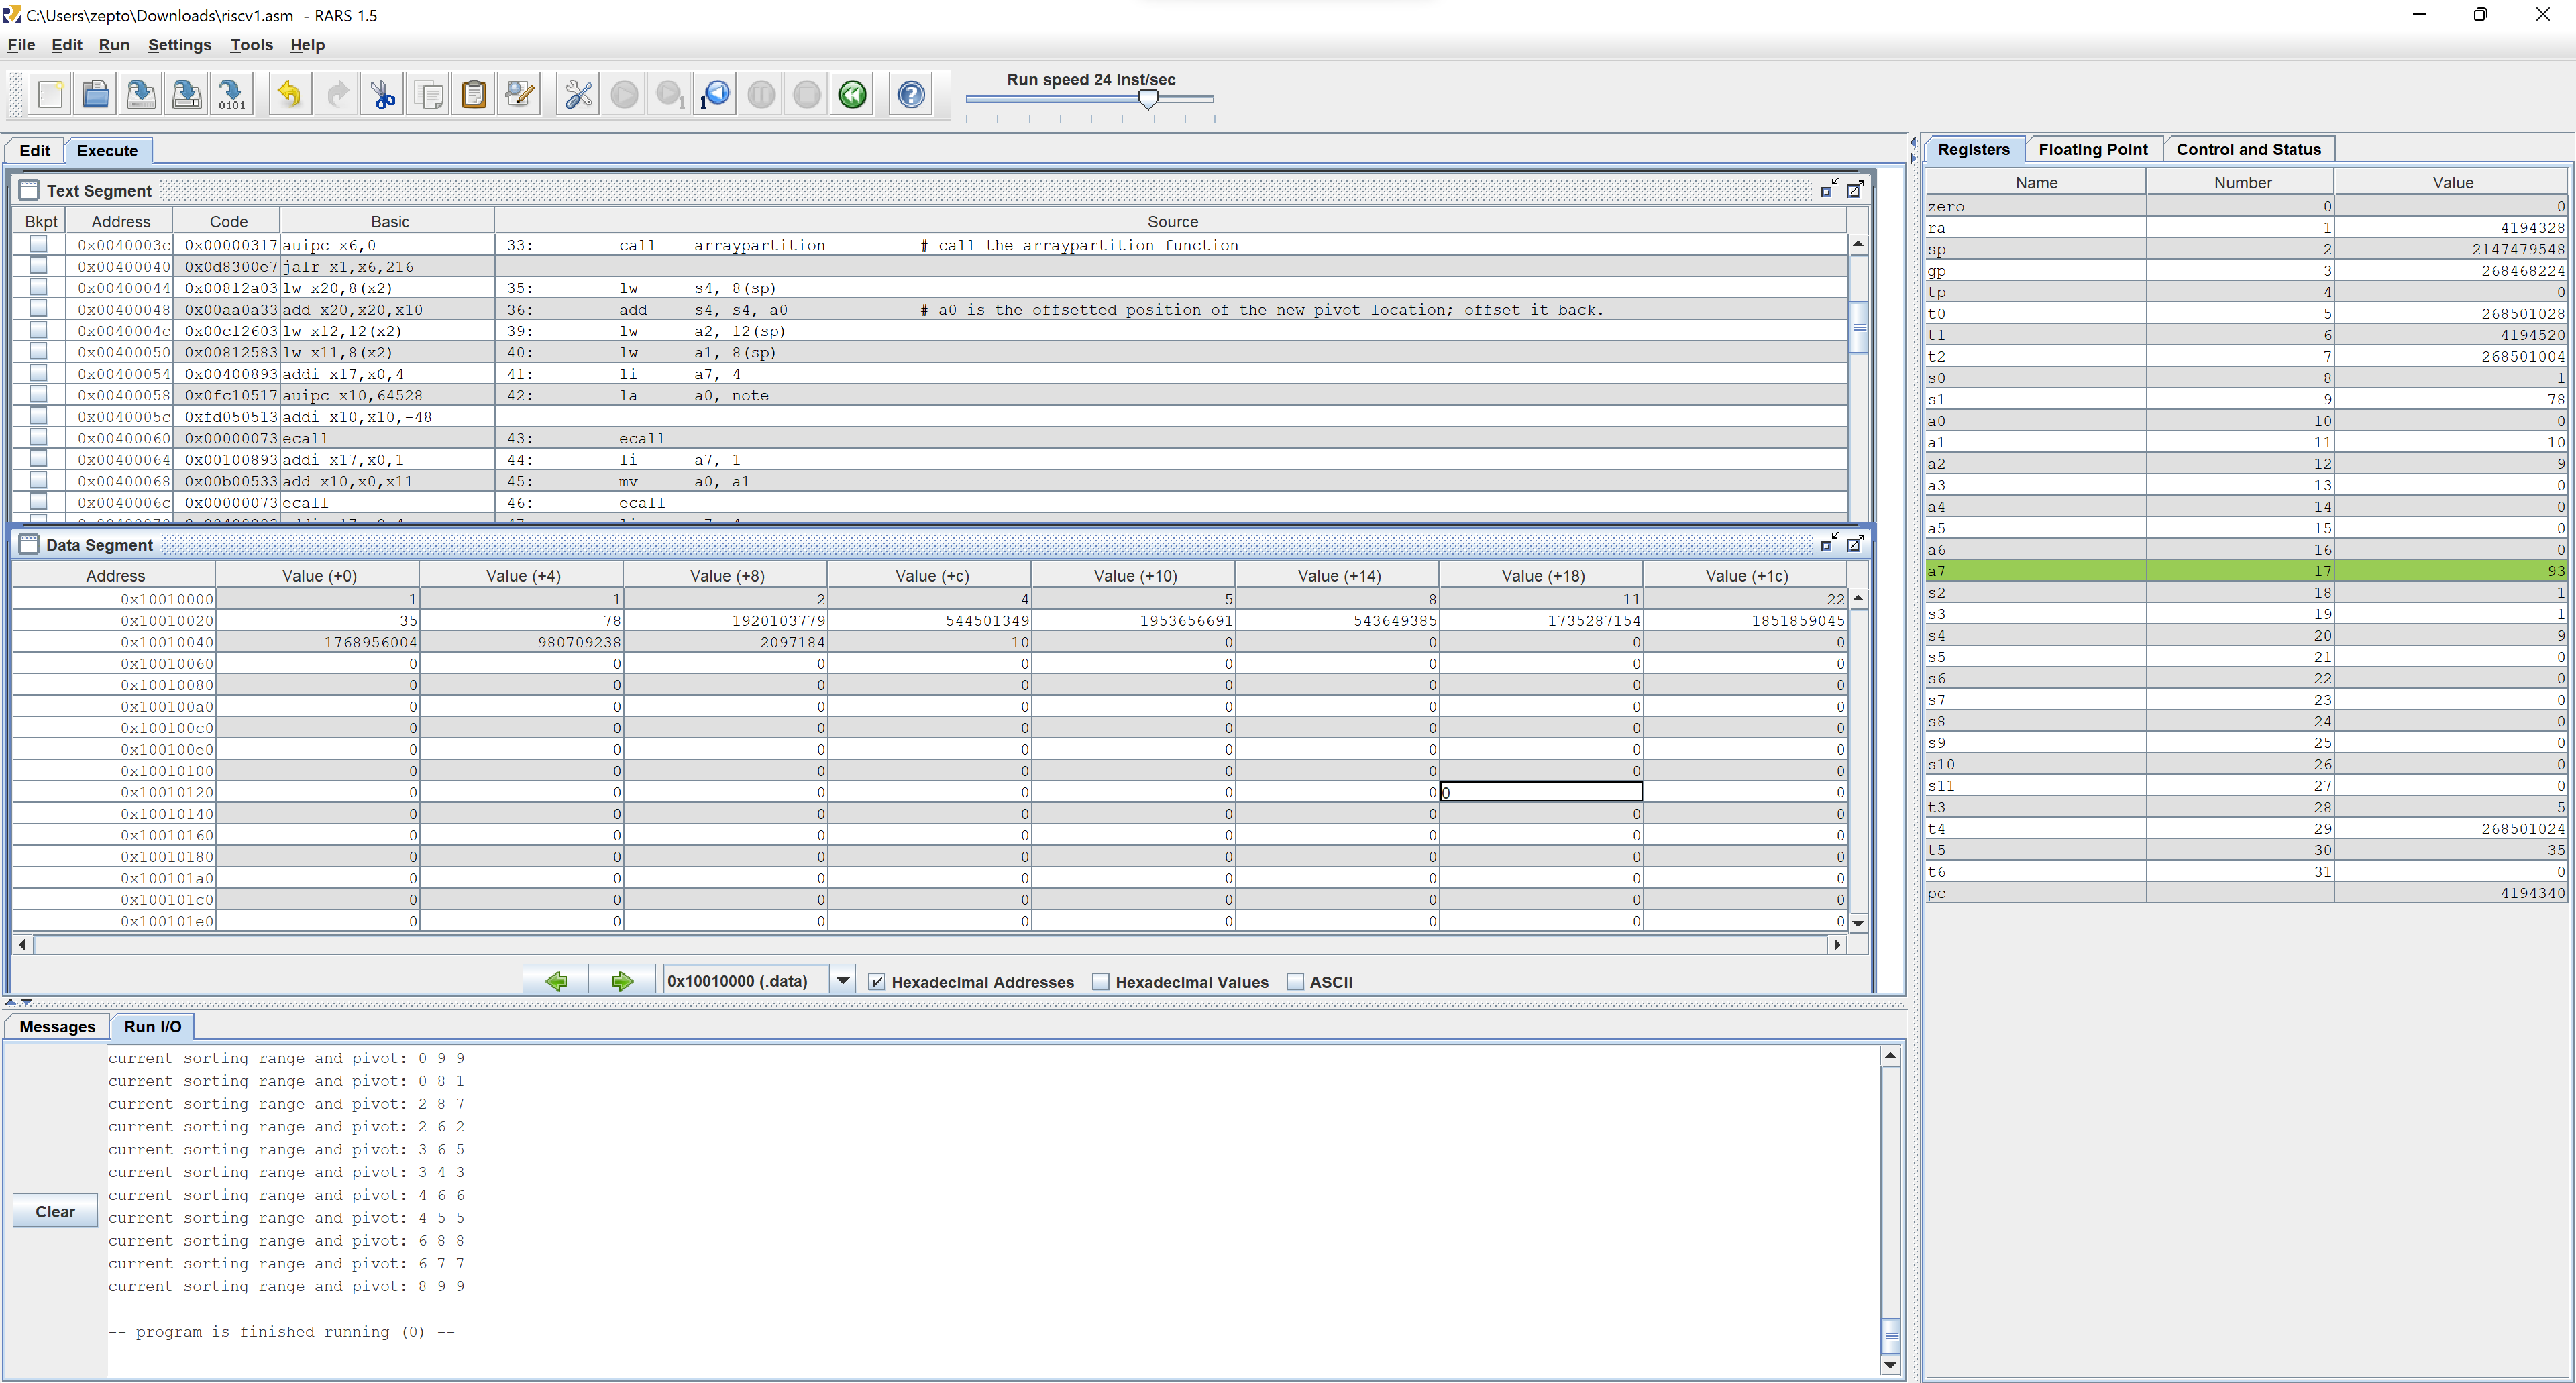 C:\Users\zepto\Downloads\riscv1.asm - RARS 1.5
File Edit Run Settings Tools Help
Run speed 24 inst/sec
Edit Execute
Text Segment
Bkpt Address Code Basic Source
0x0040003c 0x00000317 auipc x6,0 33: call arraypartition # call the arraypartition function
0x00400040 0x0d8300e7 jalr x1,x6,216
0x00400044 0x00812a03 lw x20,8(x2) 35: lw s4, 8(sp)
0x00400048 0x00aa0a33 add x20,x20,x10 36: add s4, s4, a0 # a0 is the offsetted position of the new pivot location; offset it back.
0x0040004c 0x00c12603 lw x12,12(x2) 39: lw a2, 12(sp)
0x00400050 0x00812583 lw x11,8(x2) 40: lw a1, 8(sp)
0x00400054 0x00400893 addi x17,x0,4 41: li a7, 4
0x00400058 0x0fc10517 auipc x10,64528 42: la a0, note
0x0040005c 0xfd050513 addi x10,x10,-48
0x00400060 0x00000073 ecall 43: ecall
0x00400064 0x00100893 addi x17,x0,1 44: li a7, 1
0x00400068 0x00b00533 add x10,x0,x11 45: mv a0, a1
0x0040006c 0x00000073 ecall 46: ecall
Data Segment
Address Value (+0) Value (+4) Value (+8) Value (+c) Value (+10) Value (+14) Value (+18) Value (+1c)
0x10010000 -1 1 2 4 5 8 11 22
0x10010020 35 78 1920103779 544501349 1953656691 543649385 1735287154 1851859045
0x10010040 1768956004 980709238 2097184 10 0 0 0 0
0x10010060 0 0 0 0 0 0 0 0
0x10010080 0 0 0 0 0 0 0 0
0x100100a0 0 0 0 0 0 0 0 0
0x100100c0 0 0 0 0 0 0 0 0
0x100100e0 0 0 0 0 0 0 0 0
0x10010100 0 0 0 0 0 0 0 0
0x10010120 0 0 0 0 0 0 0 0
0x10010140 0 0 0 0 0 0 0 0
0x10010160 0 0 0 0 0 0 0 0
0x10010180 0 0 0 0 0 0 0 0
0x100101a0 0 0 0 0 0 0 0 0
0x100101c0 0 0 0 0 0 0 0 0
0x100101e0 0 0 0 0 0 0 0 0
0x10010000 (.data) Hexadecimal Addresses Hexadecimal Values ASCII
Messages Run I/O
Clear
current sorting range and pivot: 0 9 9
current sorting range and pivot: 0 8 1
current sorting range and pivot: 2 8 7
current sorting range and pivot: 2 6 2
current sorting range and pivot: 3 6 5
current sorting range and pivot: 3 4 3
current sorting range and pivot: 4 6 6
current sorting range and pivot: 4 5 5
current sorting range and pivot: 6 8 8
current sorting range and pivot: 6 7 7
current sorting range and pivot: 8 9 9
-- program is finished running (0) --
Registers Floating Point Control and Status
Name Number Value
zero 0 0
ra 1 4194328
sp 2 2147479548
gp 3 268468224
tp 4 0
t0 5 268501028
t1 6 4194520
t2 7 268501004
s0 8 1
s1 9 78
a0 10 0
a1 11 10
a2 12 9
a3 13 0
a4 14 0
a5 15 0
a6 16 0
a7 17 93
s2 18 1
s3 19 1
s4 20 9
s5 21 0
s6 22 0
s7 23 0
s8 24 0
s9 25 0
s10 26 0
s11 27 0
t3 28 5
t4 29 268501024
t5 30 35
t6 31 0
pc 4194340